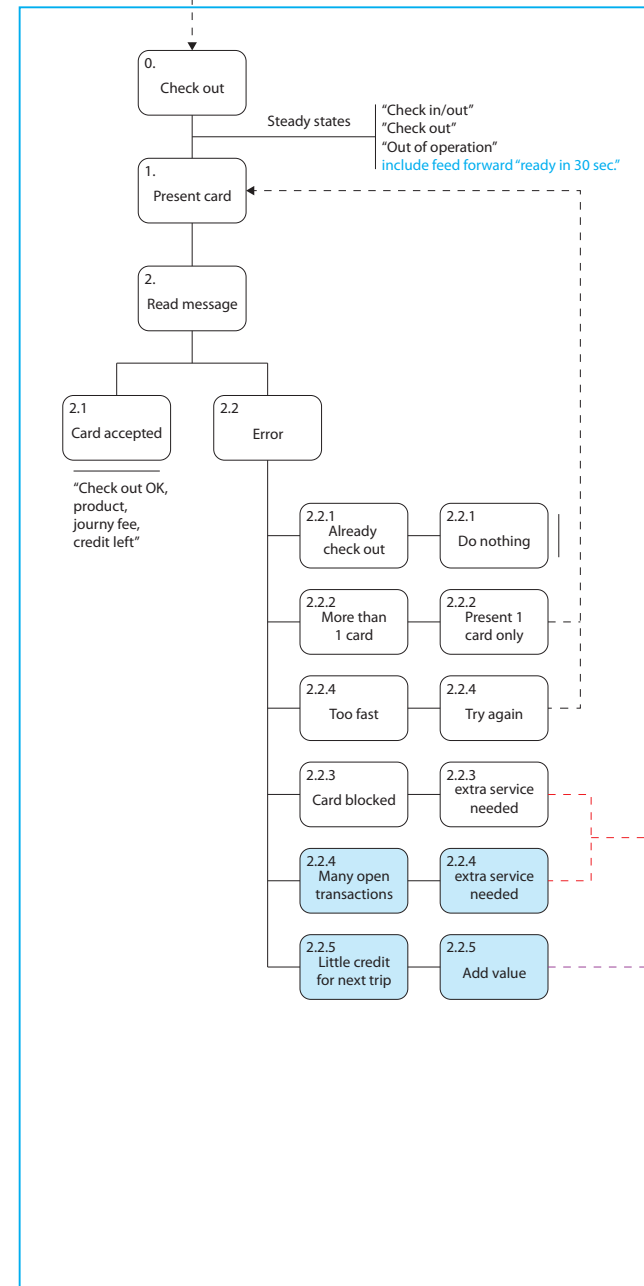 0.
Check out
Steady states
“Check in/out”
“Check out”
“Out of operation”
include feed forward “ready in 30 sec.”
1.
Present card
2.
Read message
2.1
Card accepted
2.2
Error
“Check out OK,
product,
journy fee,
credit left”
2.2.1
Already
check out
2.2.1
Do nothing
2.2.2
More than
1 card
2.2.2
Present 1
card only
2.2.4
Too fast
2.2.4
Try again
2.2.3
Card blocked
2.2.3
extra service
needed
2.2.4
Many open
transactions
2.2.4
extra service
needed
2.2.5
Little credit
for next trip
2.2.5
Add value